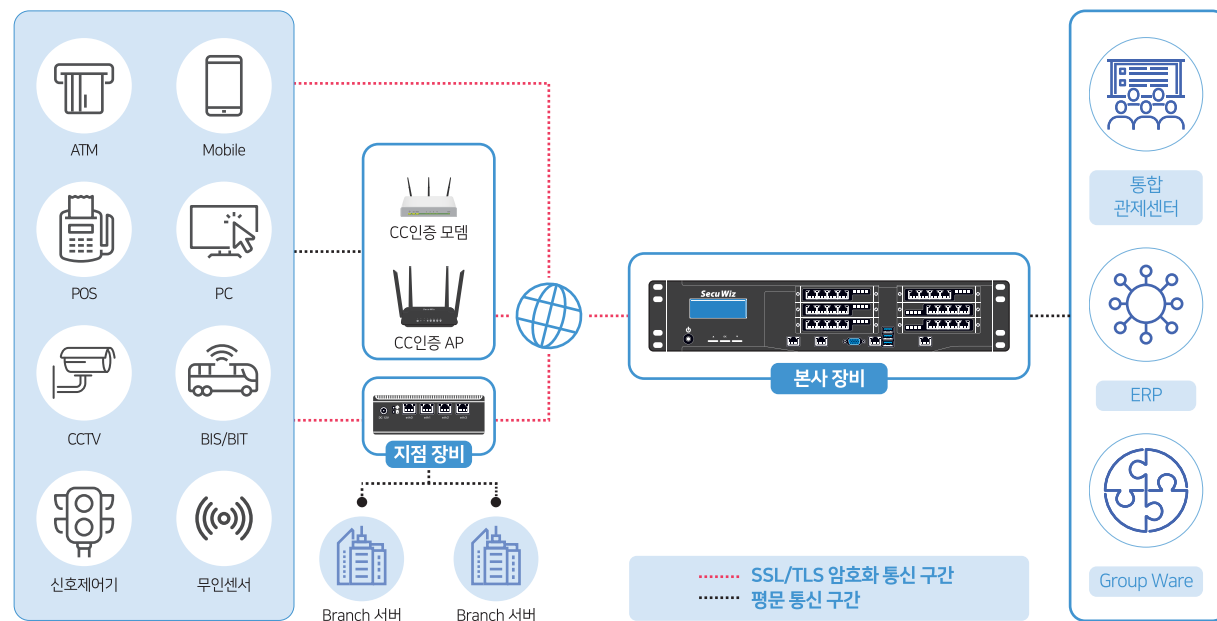 ATM
Mobile
POS
PC
CCTV
BIS/BIT
신호제어기
무인센서
CC인증 모뎀
CC인증 AP
지점 장비
Branch 서버
Branch 서버
SecuWiz
본사 장비
통합
관제센터
ERP
Group Ware
SSL/TLS 암호화 통신 구간
평문 통신 구간